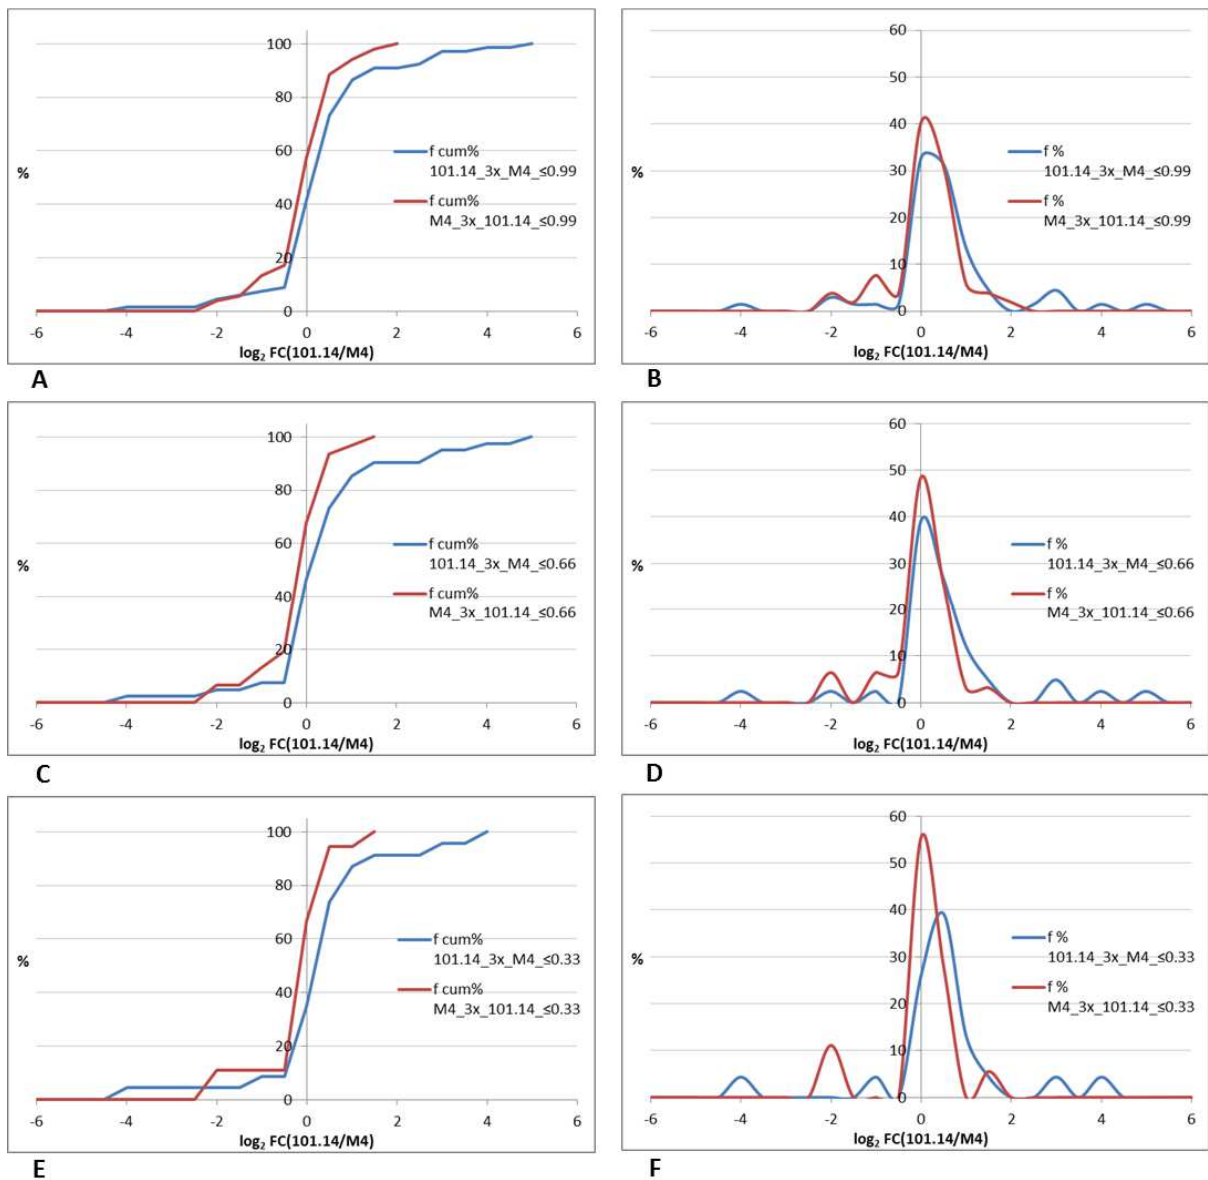 100
80
60
%
40
20
0
-6 -4 -2 0 2 4 6
log₂ FC(101.14/M4)
f cum%
101.14_3x_M4_≤0.99
f cum%
M4_3x_101.14_≤0.99
A
60
50
40
30
%
20
10
0
-6 -4 -2 0 2 4 6
log₂ FC(101.14/M4)
f %
101.14_3x_M4_≤0.99
f %
M4_3x_101.14_≤0.99
B
100
80
60
%
40
20
0
-6 -4 -2 0 2 4 6
log₂ FC(101.14/M4)
f cum%
101.14_3x_M4_≤0.66
f cum%
M4_3x_101.14_≤0.66
C
60
50
40
30
%
20
10
0
-6 -4 -2 0 2 4 6
log₂ FC(101.14/M4)
f %
101.14_3x_M4_≤0.66
f %
M4_3x_101.14_≤0.66
D
100
80
60
%
40
20
0
-6 -4 -2 0 2 4 6
log₂ FC(101.14/M4)
f cum%
101.14_3x_M4_≤0.33
f cum%
M4_3x_101.14_≤0.33
E
60
50
40
30
%
20
10
0
-6 -4 -2 0 2 4 6
log₂ FC(101.14/M4)
f %
101.14_3x_M4_≤0.33
f %
M4_3x_101.14_≤0.33
F